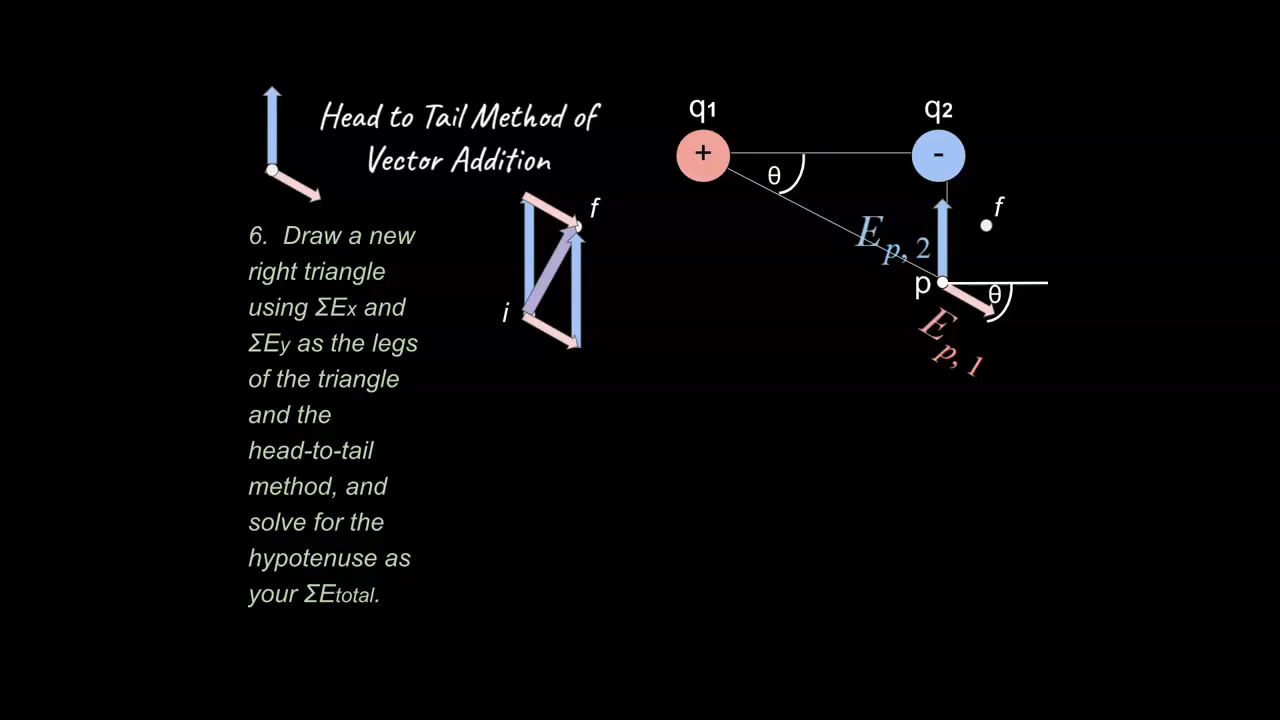 Head to Tail Method of
Vector Addition
6.  Draw a new
right triangle
using ΣEx and
ΣEy as the legs
of the triangle
and the
head-to-tail
method, and
solve for the
hypotenuse as
your ΣEtotal.
f
i
q1
q2
+
-
θ
f
E p, 2
p
θ
E p, 1